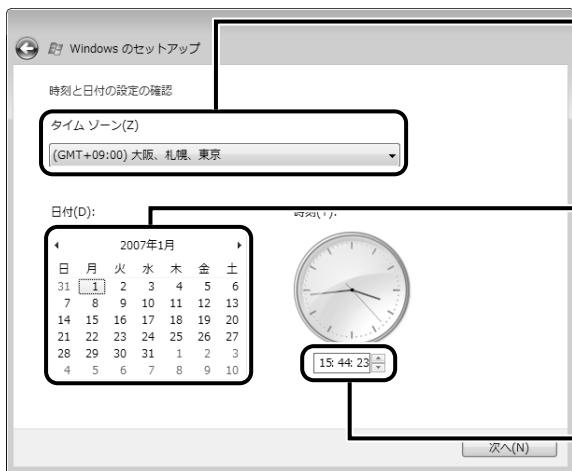 Windows のセットアップ
時刻と日付の設定の確認
タイム ゾーン(Z)
(GMT+09:00) 大阪、札幌、東京
日付(D):
時刻(T):
2007年1月
日 月 火 水 木 金 土
31 1 2 3 4 5 6
7 8 9 10 11 12 13
14 15 16 17 18 19 20
21 22 23 24 25 26 27
28 29 30 31 1 2 3
4 5 6 7 8 9 10
15: 44: 23
次へ(N)